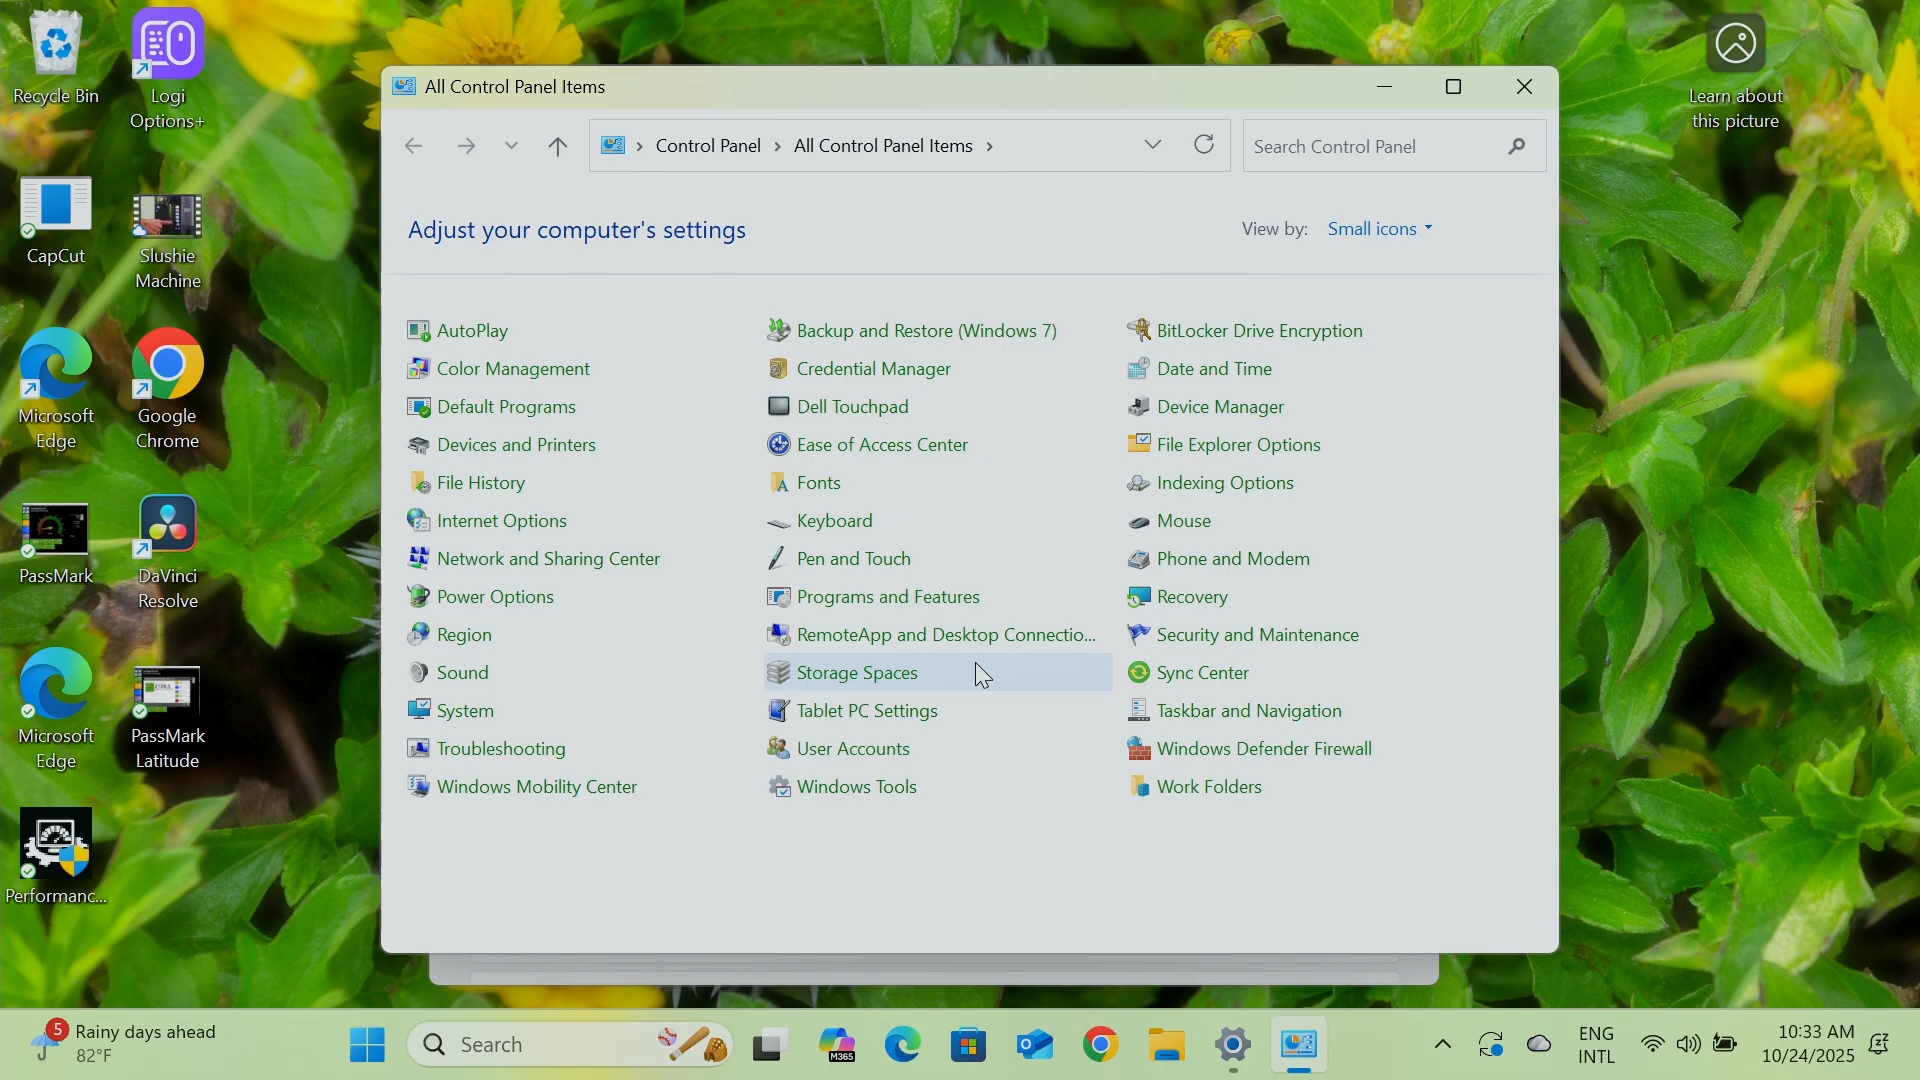 Recycle Bin
Logi
Options+
CapCut
Slushie
Machine
Microsoft
Edge
Google
Chrome
PassMark
DaVinci
Resolve
Microsoft
Edge
PassMark
Latitude
Performanc...
Learn about
this picture
All Control Panel Items
Control Panel
All Control Panel Items
Search Control Panel
Adjust your computer's settings
View by: Small icons
AutoPlay
Backup and Restore (Windows 7)
BitLocker Drive Encryption
Color Management
Credential Manager
Date and Time
Default Programs
Dell Touchpad
Device Manager
Devices and Printers
Ease of Access Center
File Explorer Options
File History
Fonts
Indexing Options
Internet Options
Keyboard
Mouse
Network and Sharing Center
Pen and Touch
Phone and Modem
Power Options
Programs and Features
Recovery
Region
RemoteApp and Desktop Connectio...
Security and Maintenance
Sound
Storage Spaces
Sync Center
System
Tablet PC Settings
Taskbar and Navigation
Troubleshooting
User Accounts
Windows Defender Firewall
Windows Mobility Center
Windows Tools
Work Folders
5
Rainy days ahead
82°F
Search
M365
ENG
INTL
10:33 AM
10/24/2025